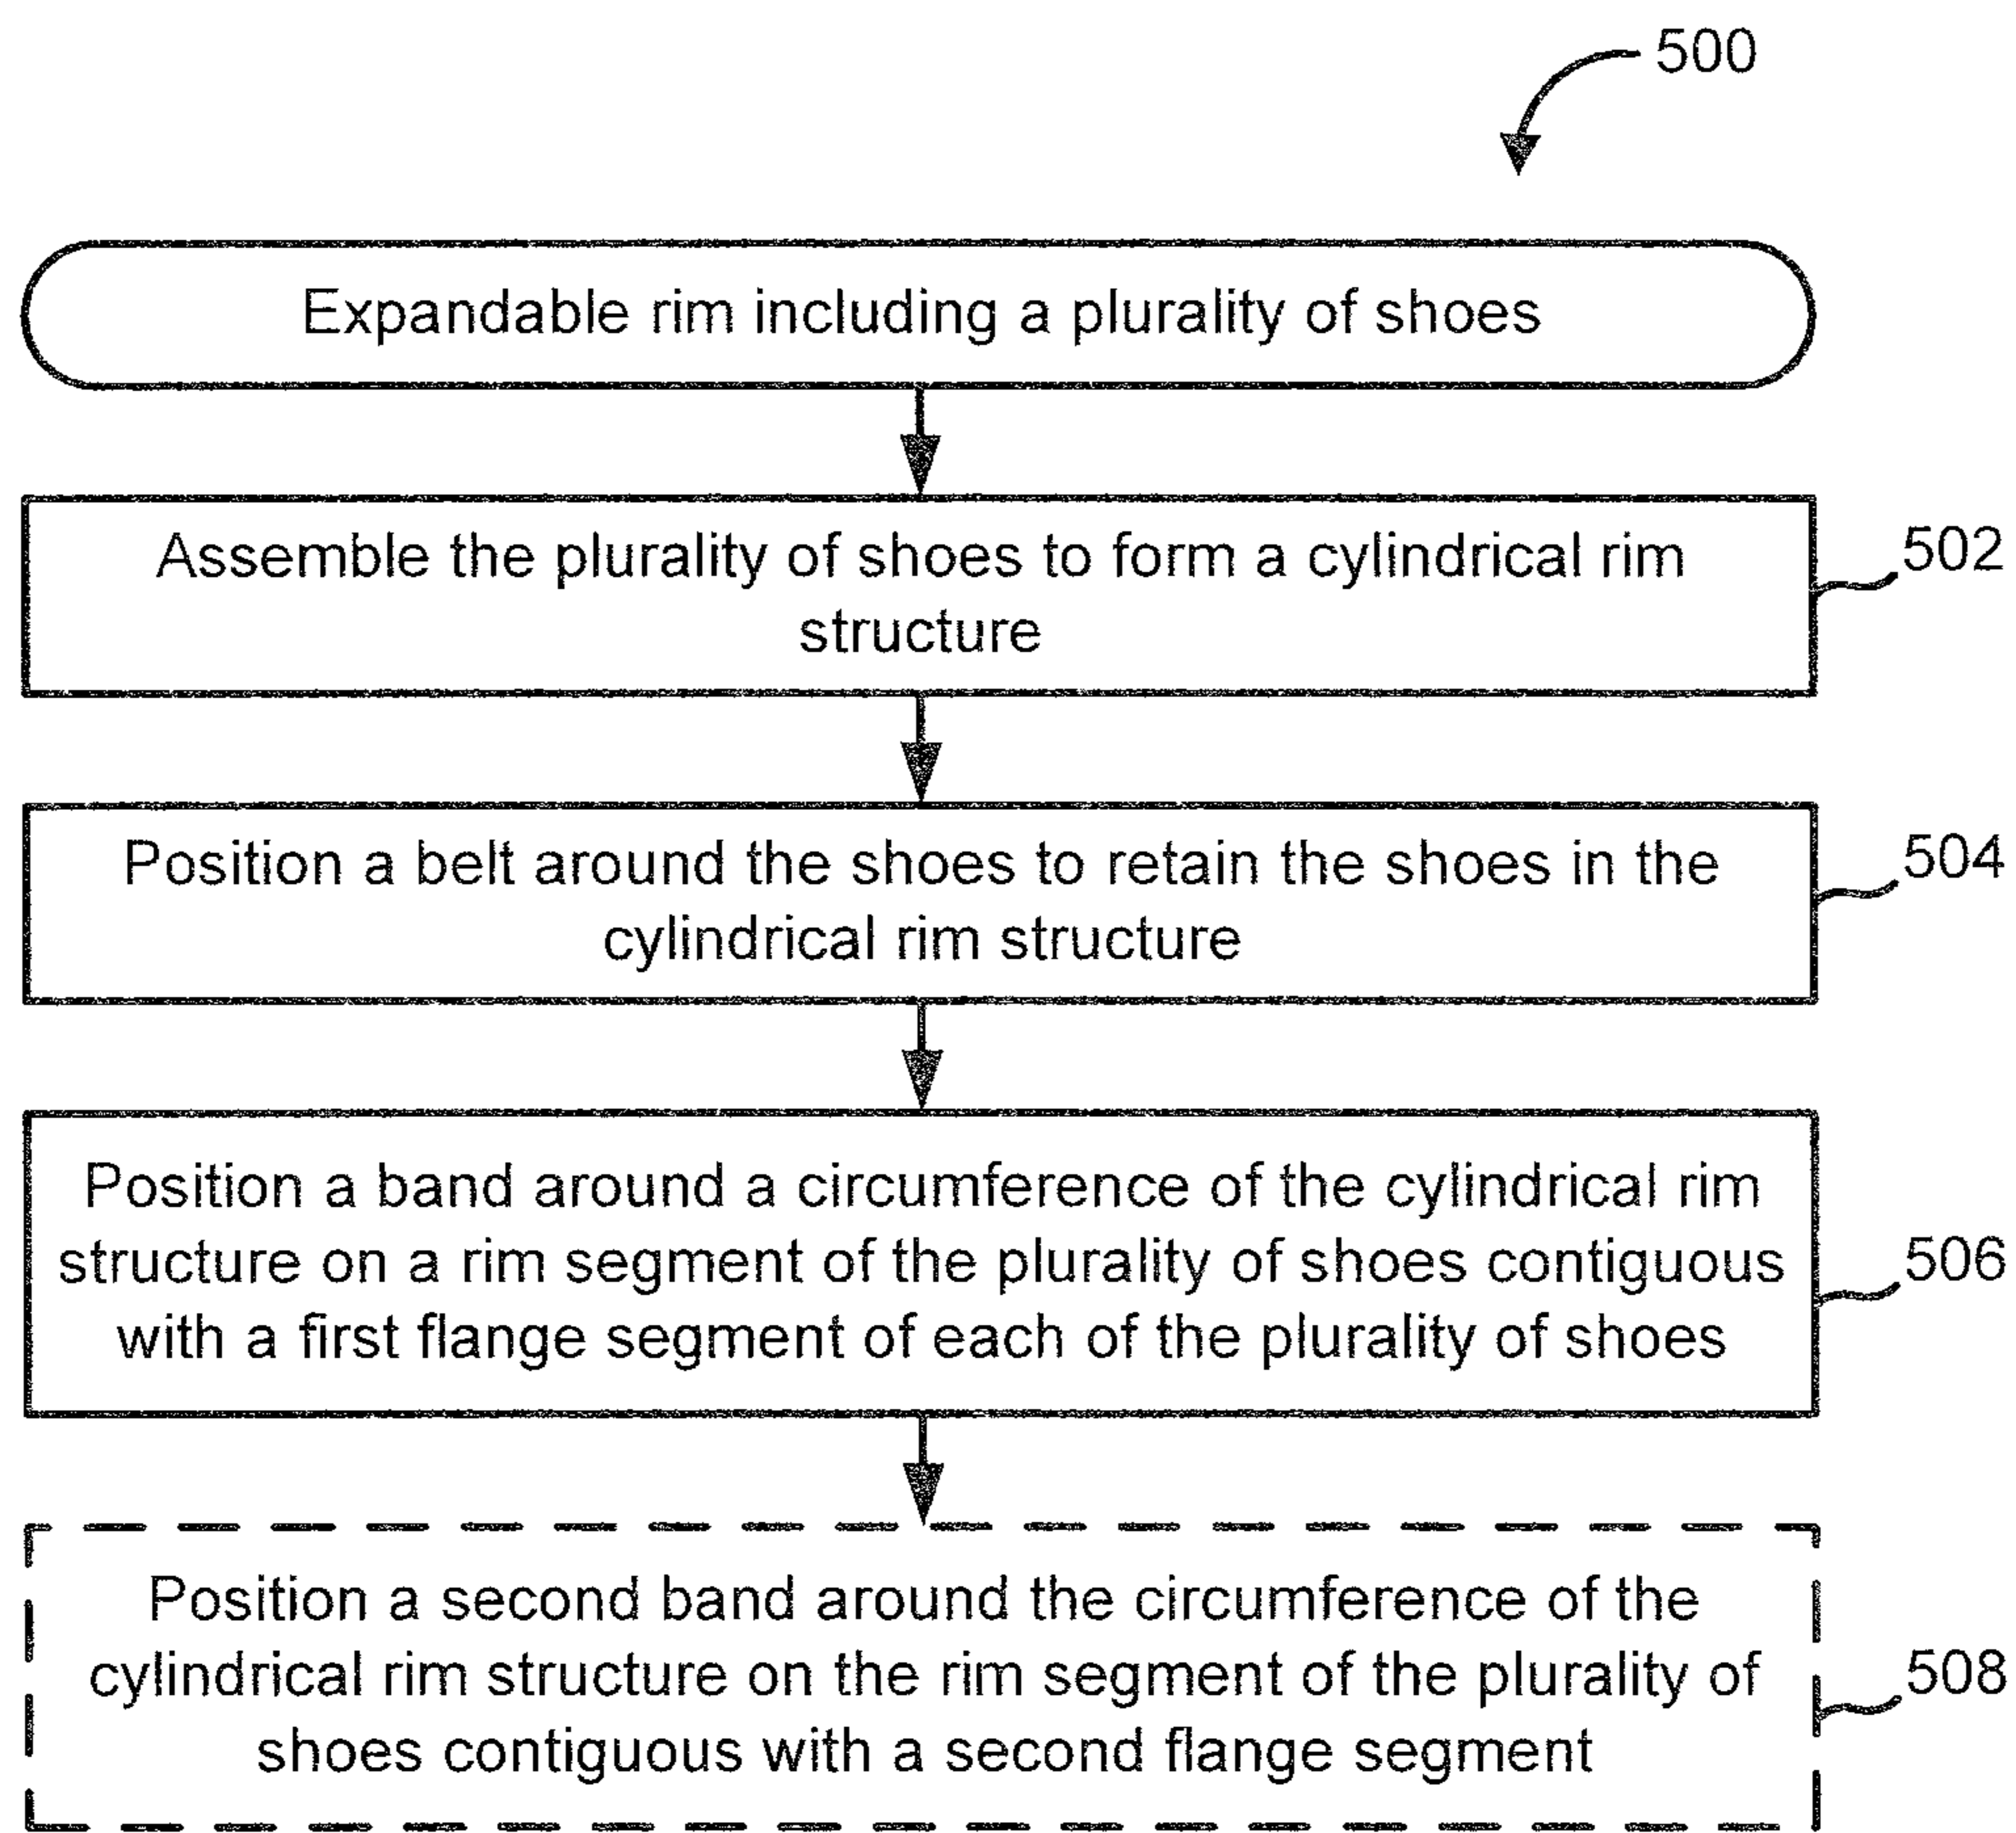 500
Expandable rim including a plurality of shoes
Assemble the plurality of shoes to form a cylindrical rim
structure
502
Position a belt around the shoes to retain the shoes in the
cylindrical rim structure
504
Position a band around a circumference of the cylindrical rim
structure on a rim segment of the plurality of shoes contiguous
with a first flange segment of each of the plurality of shoes
506
Position a second band around the circumference of the
cylindrical rim structure on the rim segment of the plurality of
shoes contiguous with a second flange segment
508